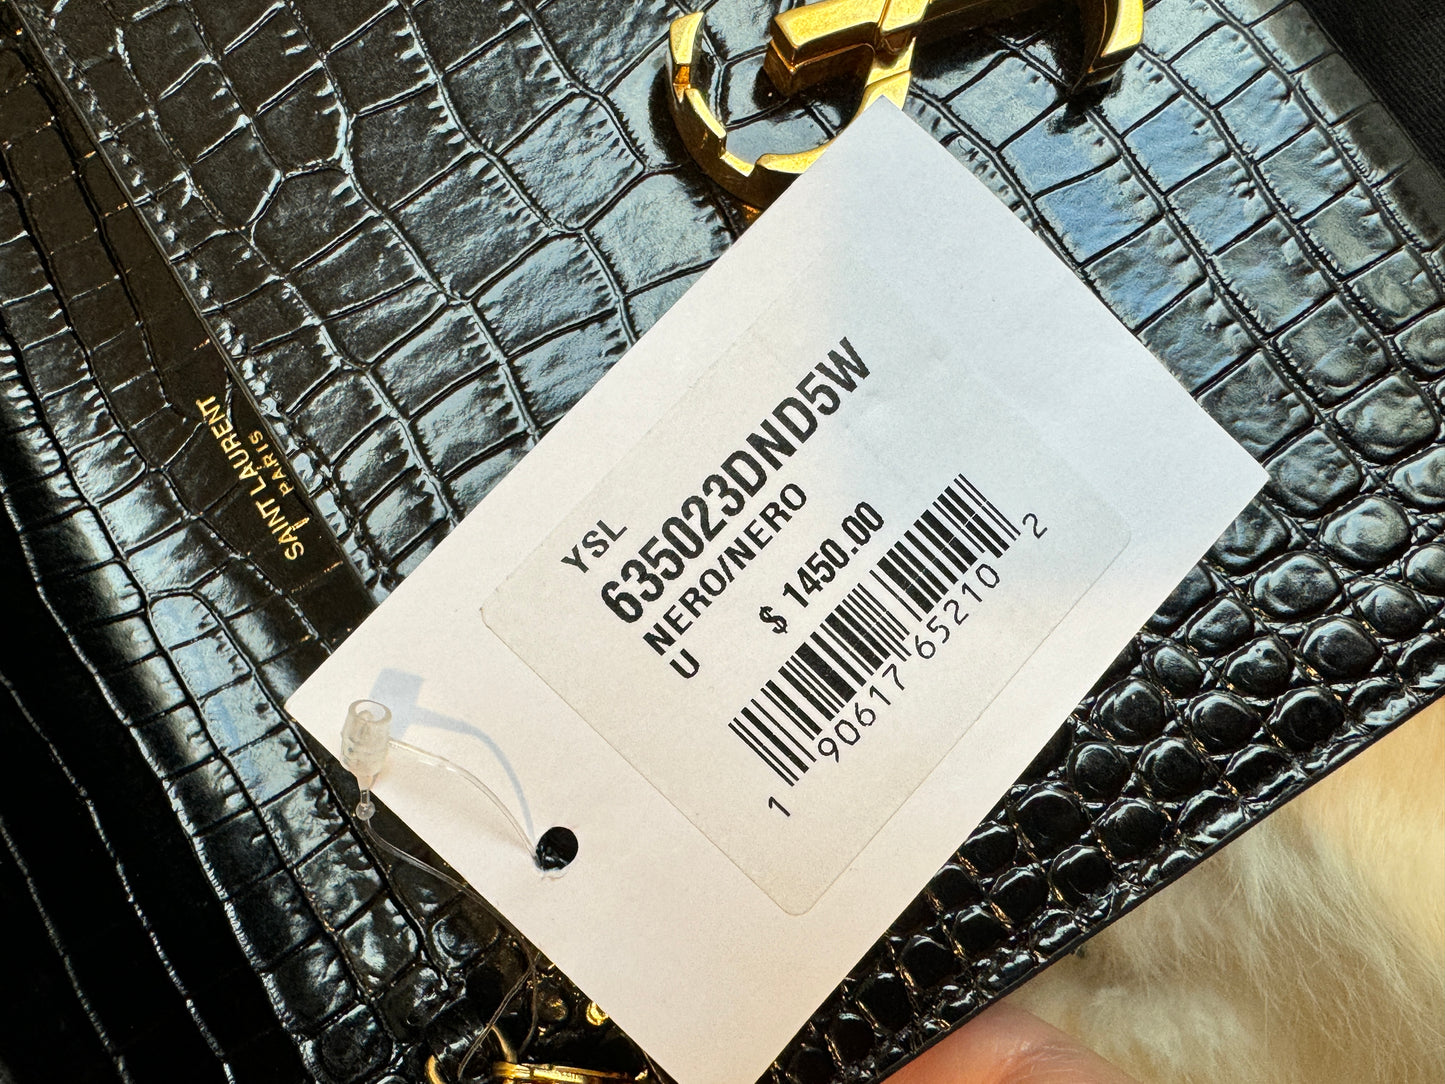 SAINT LAURENT
PARIS
YSL
635023DND5W
NERO/NERO
U
$ 1450.00
1 90617 65210 2